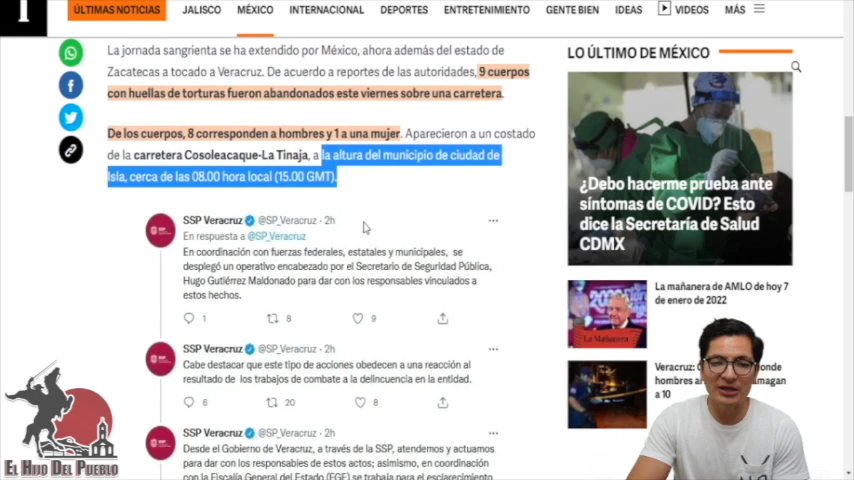 ÚLTIMAS NOTICIAS
JALISCO
MÉXICO
INTERNACIONAL
DEPORTES
ENTRETENIMIENTO
GENTE BIEN
IDEAS
VIDEOS
MÁS
La jornada sangrienta se ha extendido por México, ahora además del estado de
Zacatecas a tocado a Veracruz. De acuerdo a reportes de las autoridades, 9 cuerpos
con huellas de torturas fueron abandonados este viernes sobre una carretera.
De los cuerpos, 8 corresponden a hombres y 1 a una mujer. Aparecieron a un costado
de la carretera Cosoleacaque-La Tinaja, a la altura del municipio de ciudad de
Isla, cerca de las 08.00 hora local (15.00 GMT).
SSP Veracruz @SP_Veracruz · 2h
En respuesta a @SP_Veracruz
En coordinación con fuerzas federales, estatales y municipales, se
desplegó un operativo encabezado por el Secretario de Seguridad Pública,
Hugo Gutiérrez Maldonado para dar con los responsables vinculados a
estos hechos.
1 8 9
SSP Veracruz @SP_Veracruz · 2h
Cabe destacar que este tipo de acciones obedecen a una reacción al
resultado de los trabajos de combate a la delincuencia en la entidad.
6 20 8
SSP Veracruz @SP_Veracruz · 2h
Desde el Gobierno de Veracruz, a través de la SSP, atendemos y actuamos
para dar con los responsables de estos actos; asimismo, en coordinación
con la Fiscalía General del Estado (FGE) se trabaja para el esclarecimiento
LO ÚLTIMO DE MÉXICO
¿Debo hacerme prueba ante
síntomas de COVID? Esto
dice la Secretaría de Salud
CDMX
La mañanera de AMLO de hoy 7
de enero de 2022
La Mañanera
Veracruz:
hombres
a 10
EL HIJO DEL PUEBLO